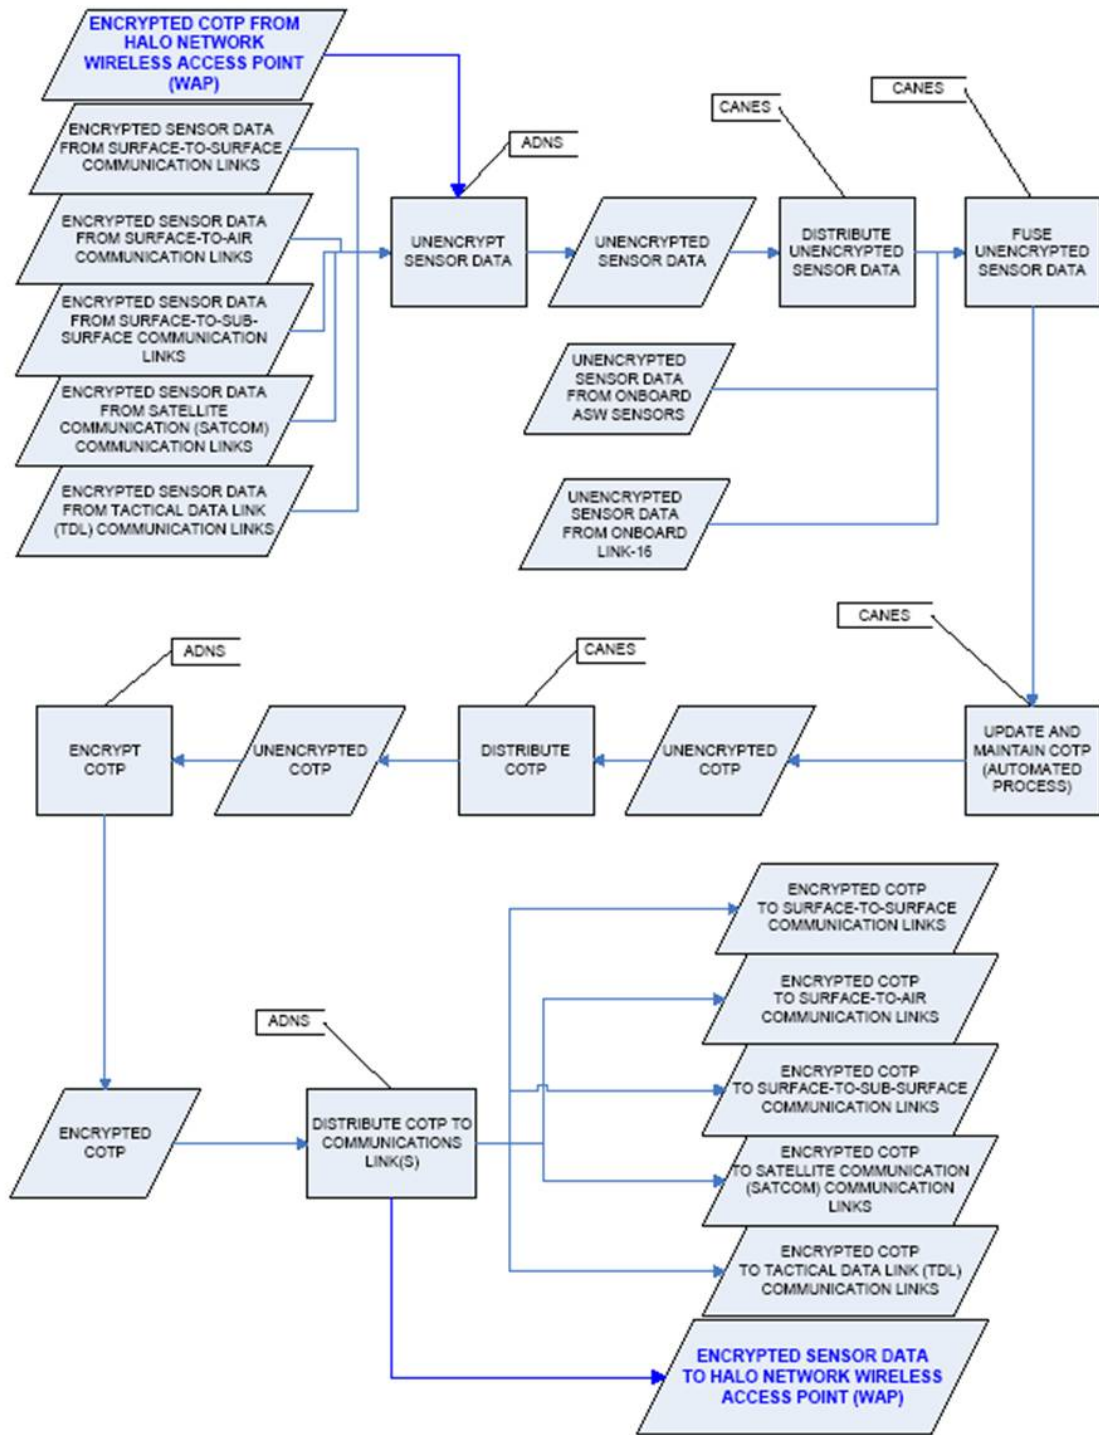 ENCRYPTED COTP FROM
HALO NETWORK
WIRELESS ACCESS POINT
(WAP)
ENCRYPTED SENSOR DATA
FROM SURFACE-TO-SURFACE
COMMUNICATION LINKS
ENCRYPTED SENSOR DATA
FROM SURFACE-TO-AIR
COMMUNICATION LINKS
ENCRYPTED SENSOR DATA
FROM SURFACE-TO-SUB-
SURFACE COMMUNICATION
LINKS
ENCRYPTED SENSOR DATA
FROM SATELLITE
COMMUNICATION (SATCOM)
COMMUNICATION LINKS
ENCRYPTED SENSOR DATA
FROM TACTICAL DATA LINK
(TDL) COMMUNICATION LINKS
ADNS
UNENCRYPT
SENSOR DATA
UNENCRYPTED
SENSOR DATA
CANES
DISTRIBUTE
UNENCRYPTED
SENSOR DATA
CANES
FUSE
UNENCRYPTED
SENSOR DATA
UNENCRYPTED
SENSOR DATA
FROM ONBOARD
ASW SENSORS
UNENCRYPTED
SENSOR DATA
FROM ONBOARD
LINK-16
CANES
UPDATE AND
MAINTAIN COTP
(AUTOMATED
PROCESS)
UNENCRYPTED
COTP
CANES
DISTRIBUTE
COTP
UNENCRYPTED
COTP
ADNS
ENCRYPT
COTP
ENCRYPTED
COTP
ADNS
DISTRIBUTE COTP TO
COMMUNICATIONS
LINK(S)
ENCRYPTED COTP
TO SURFACE-TO-SURFACE
COMMUNICATION LINKS
ENCRYPTED COTP
TO SURFACE-TO-AIR
COMMUNICATION LINKS
ENCRYPTED COTP
TO SURFACE-TO-SUB-SURFACE
COMMUNICATION LINKS
ENCRYPTED COTP
TO SATELLITE COMMUNICATION
(SATCOM) COMMUNICATION
LINKS
ENCRYPTED COTP
TO TACTICAL DATA LINK (TDL)
COMMUNICATION LINKS
ENCRYPTED SENSOR DATA
TO HALO NETWORK WIRELESS
ACCESS POINT (WAP)